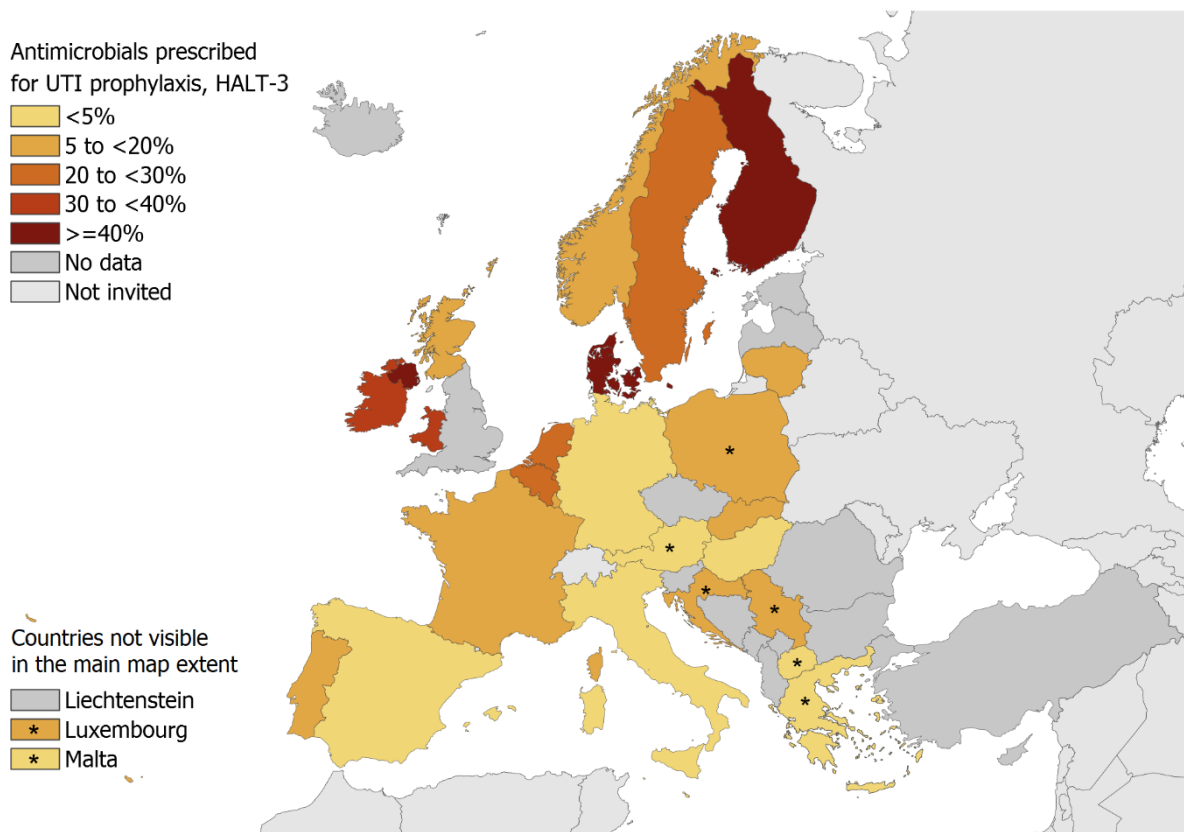 Antimicrobials prescribed
for UTI prophylaxis, HALT-3
<5%
5 to <20%
20 to <30%
30 to <40%
>=40%
No data
Not invited
*
*
*
*
*
*
Countries not visible
in the main map extent
Liechtenstein
* Luxembourg
* Malta